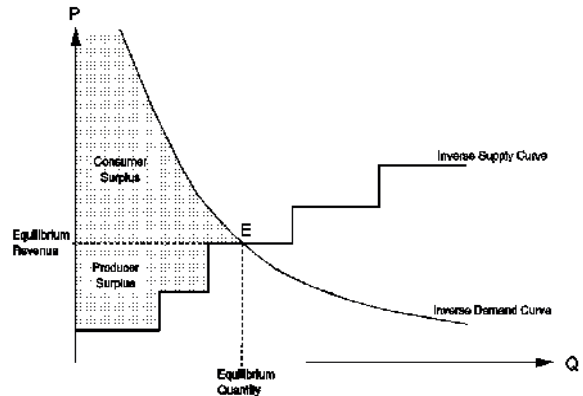 P
Consumer
Surplus
Inverse Supply Curve
E
Equilibrium
Revenue
Producer
Surplus
Inverse Demand Curve
Q
Equilibrium
Quantity